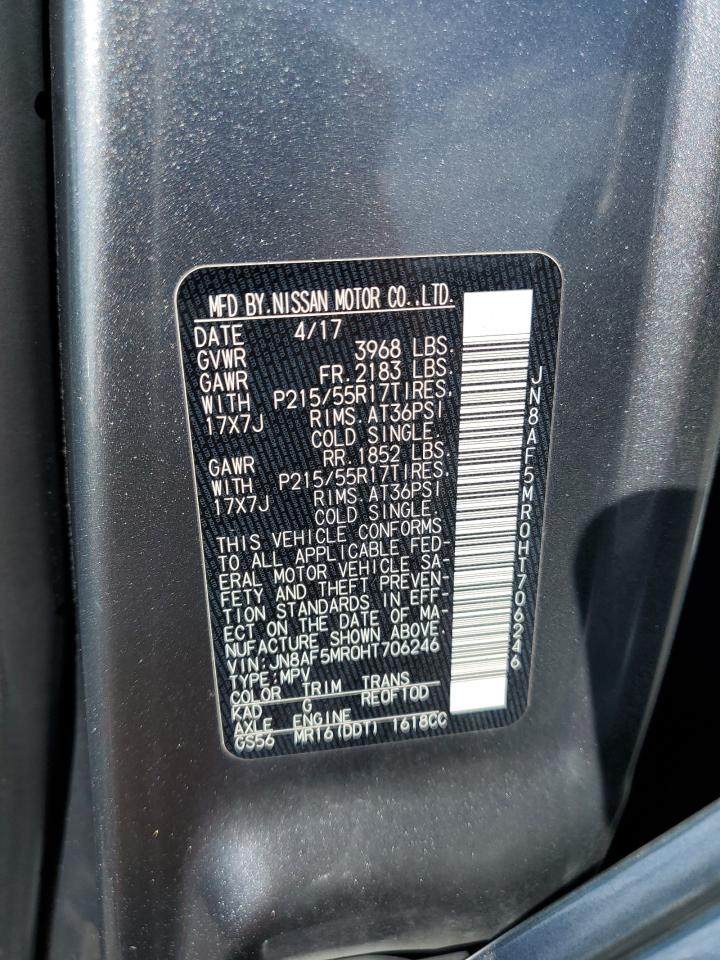 MFD BY.NISSAN MOTOR CO.,LTD.
DATE 4/17
GVWR 3968 LBS.
GAWR FR.2183 LBS.
WITH P215/55R17TIRES.
17X7J RIMS.AT36PSI
COLD SINGLE.
GAWR RR.1852 LBS.
WITH P215/55R17TIRES.
17X7J RIMS.AT36PSI
COLD SINGLE.
THIS VEHICLE CONFORMS
TO ALL APPLICABLE FED-
ERAL MOTOR VEHICLE SA-
FETY AND THEFT PREVEN-
TION STANDARDS IN EFF-
ECT ON THE DATE OF MA-
NUFACTURE SHOWN ABOVE.
VIN:JN8AF5MR0HT706246
TYPE:MPV
COLOR TRIM TRANS
KAD G RE0F10D
AXLE ENGINE
GS56 MR16(DDT) 1618CC
JN8AF5MR0HT706246